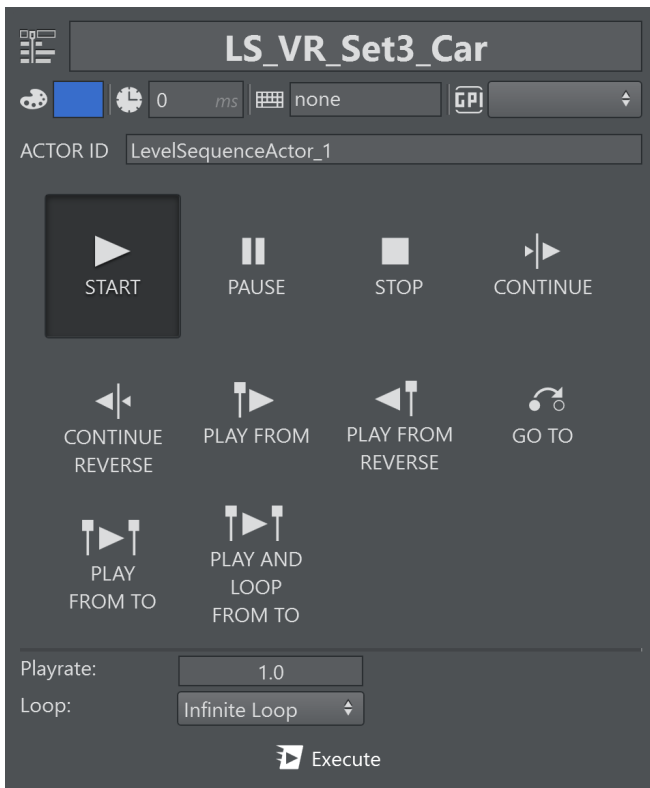 LS_VR_Set3_Car
0 ms none GPI
ACTOR ID LevelSequenceActor_1
START PAUSE STOP CONTINUE
CONTINUE REVERSE
PLAY FROM
PLAY FROM REVERSE
GO TO
PLAY
FROM TO
PLAY AND
LOOP
FROM TO
Playrate: 1.0
Loop: Infinite Loop
Execute